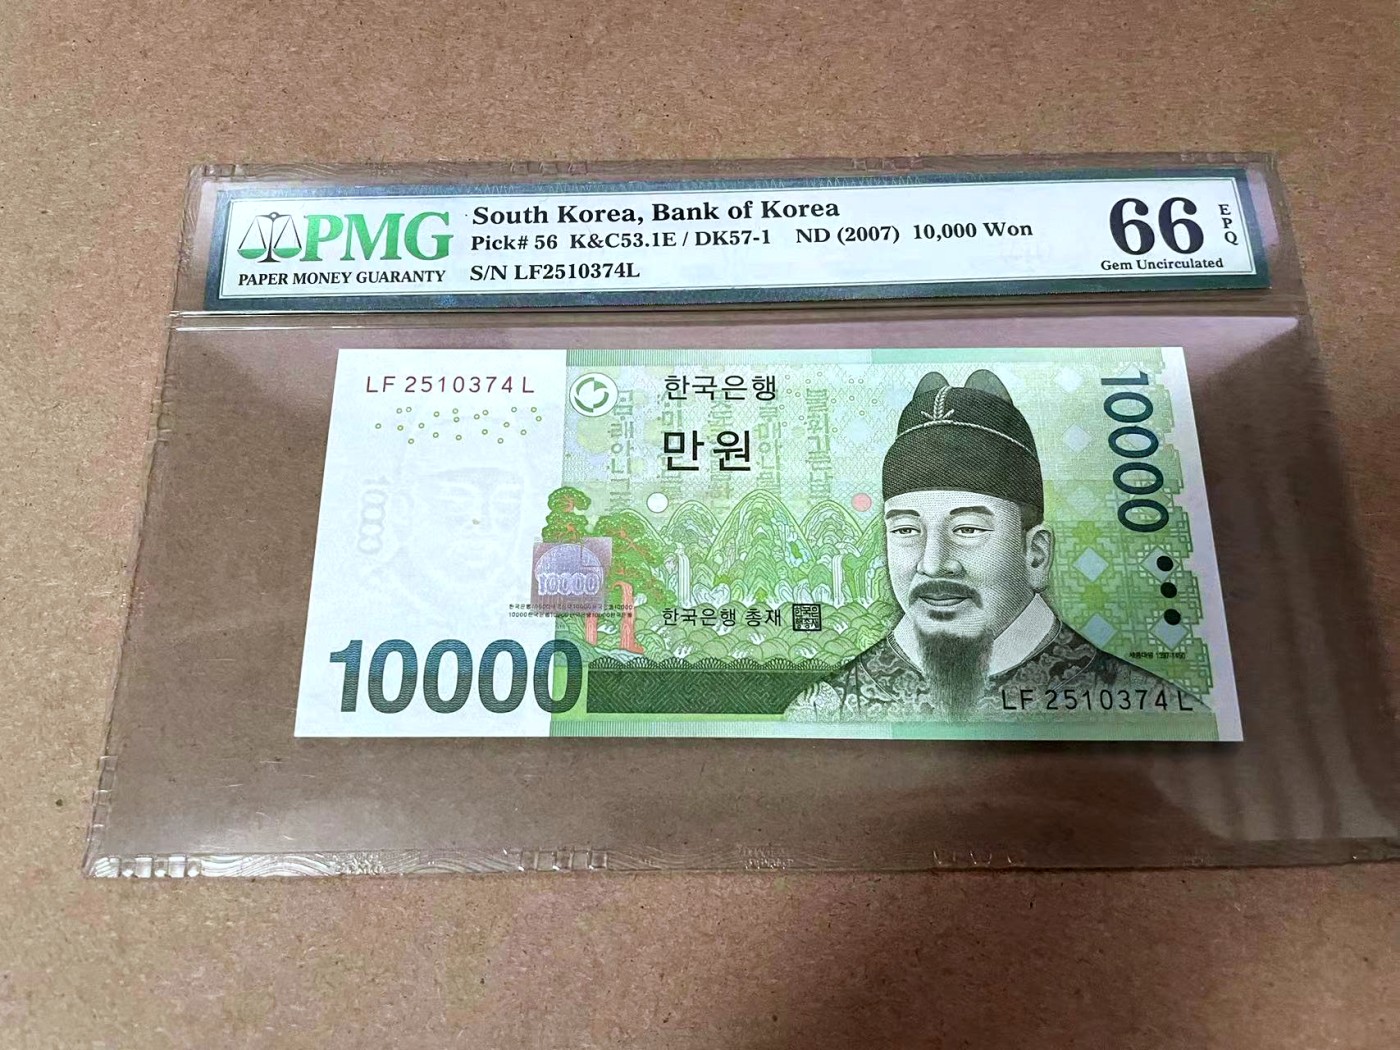 PMG
PAPER MONEY GUARANTY
South Korea, Bank of Korea
Pick# 56 K&C53.1E / DK57-1 ND (2007) 10,000 Won
S/N LF2510374L
66
EPQ
Gem Uncirculated
LF 2510374 L
한국은행
만원
10000
10000
10000
한국은행 총재
10000
LF 2510374 L